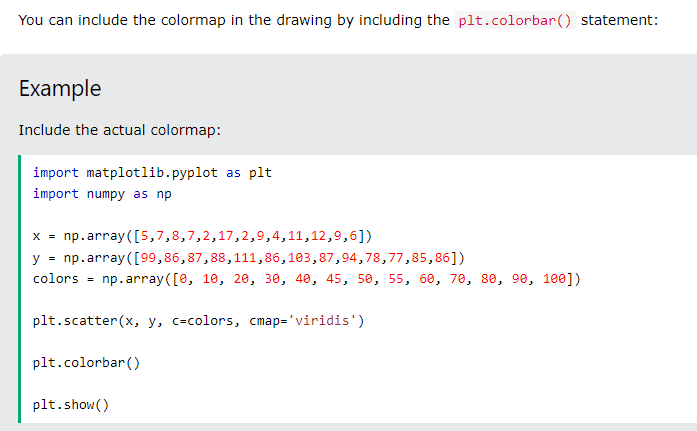 You can include the colormap in the drawing by including the plt.colorbar() statement:
Example
Include the actual colormap:
import matplotlib.pyplot as plt
import numpy as np
x = np.array([5,7,8,7,2,17,2,9,4,11,12,9,6])
y = np.array([99,86,87,88,111,86,103,87,94,78,77,85,86])
colors = np.array([0, 10, 20, 30, 40, 45, 50, 55, 60, 70, 80, 90, 100])
plt.scatter(x, y, c=colors, cmap='viridis')
plt.colorbar()
plt.show()